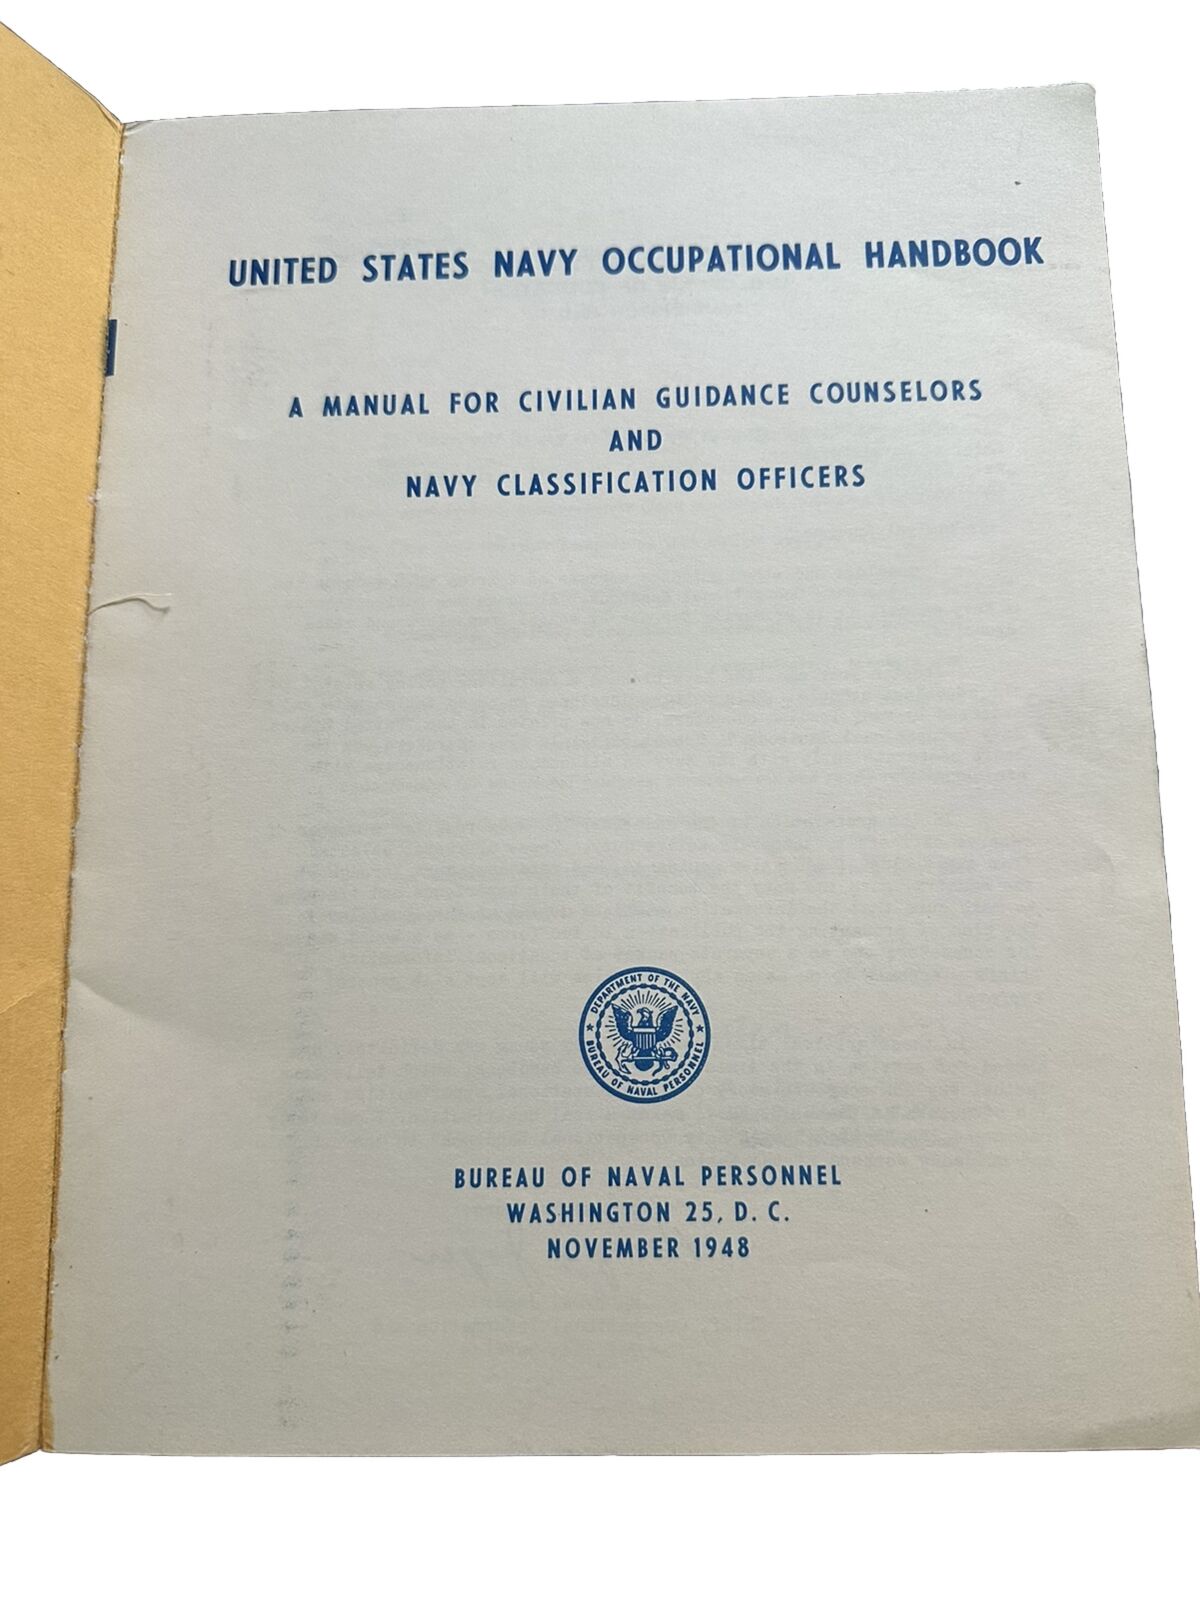 UNITED STATES NAVY OCCUPATIONAL HANDBOOK
A MANUAL FOR CIVILIAN GUIDANCE COUNSELORS
AND
NAVY CLASSIFICATION OFFICERS
DEPARTMENT OF THE NAVY
★ BUREAU OF NAVAL PERSONNEL ★
BUREAU OF NAVAL PERSONNEL
WASHINGTON 25, D. C.
NOVEMBER 1948